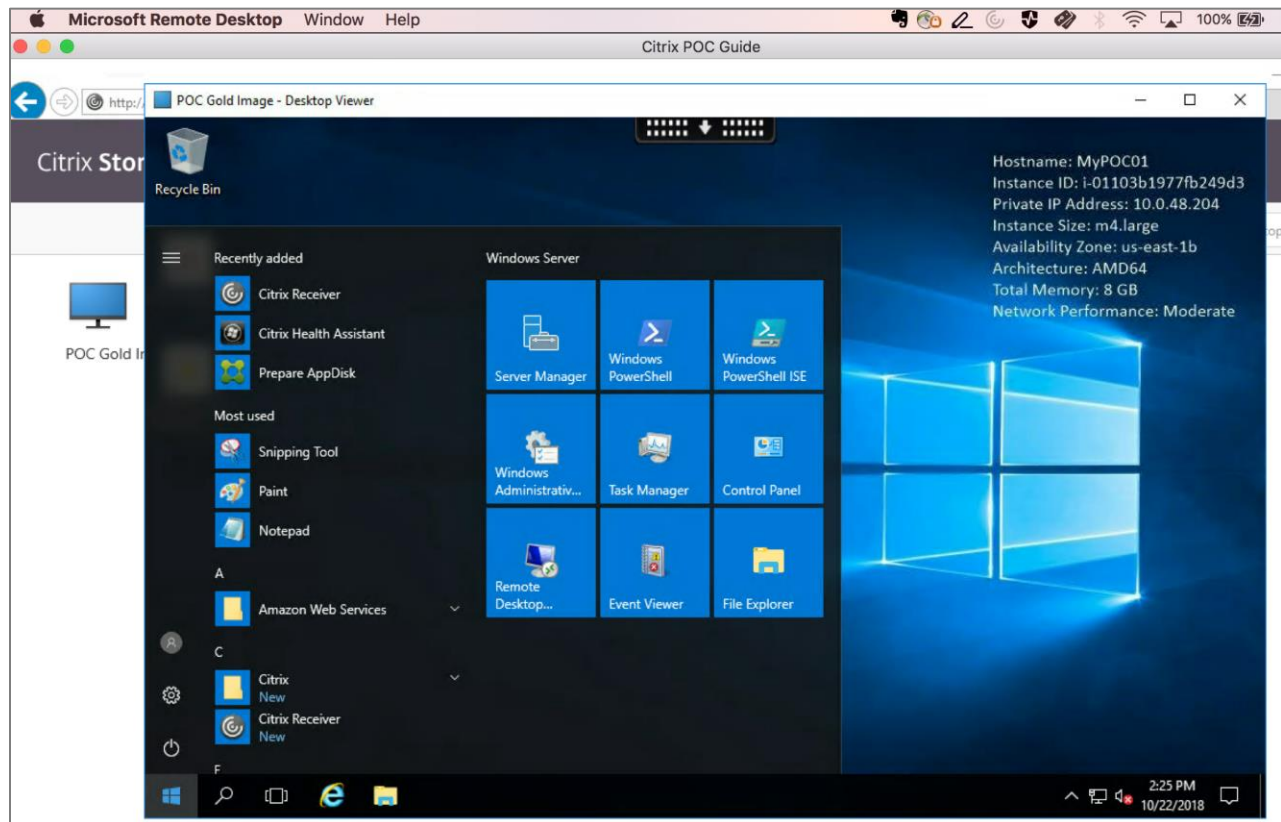 Microsoft Remote Desktop Window Help
100%
Citrix POC Guide
http:/
POC Gold Image - Desktop Viewer
Citrix Stor
POC Gold Ir
Recycle Bin
Hostname: MyPOC01
Instance ID: i-01103b1977fb249d3
Private IP Address: 10.0.48.204
Instance Size: m4.large
Availability Zone: us-east-1b
Architecture: AMD64
Total Memory: 8 GB
Network Performance: Moderate
Recently added
Citrix Receiver
Citrix Health Assistant
Prepare AppDisk
Most used
Snipping Tool
Paint
Notepad
A
Amazon Web Services
C
Citrix
New
Citrix Receiver
New
Windows Server
Server Manager
Windows
PowerShell
Windows
PowerShell ISE
Windows
Administrativ...
Task Manager
Control Panel
Remote
Desktop...
Event Viewer
File Explorer
2:25 PM
10/22/2018